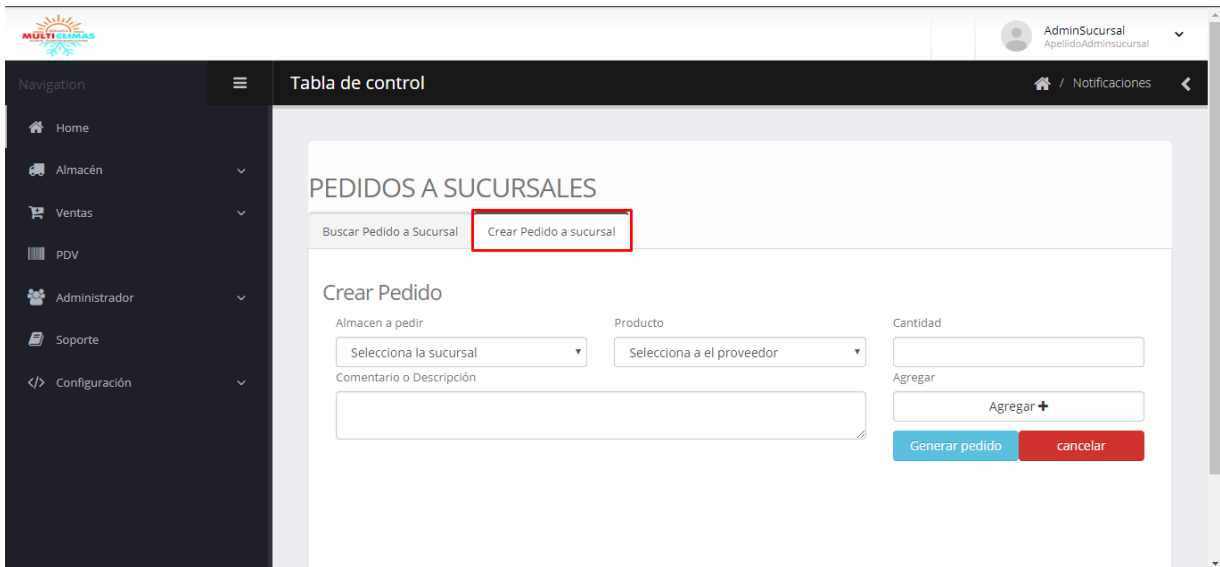 MULTICLIMAS
AdminSucursal
ApellidoAdminsucursal
Navigation
Tabla de control
/ Notificaciones
Home
Almacén
Ventas
PDV
Administrador
Soporte
Configuración
PEDIDOS A SUCURSALES
Buscar Pedido a Sucursal
Crear Pedido a sucursal
Crear Pedido
Almacen a pedir
Producto
Cantidad
Selecciona la sucursal
Selecciona a el proveedor
Comentario o Descripción
Agregar
Agregar +
Generar pedido
cancelar